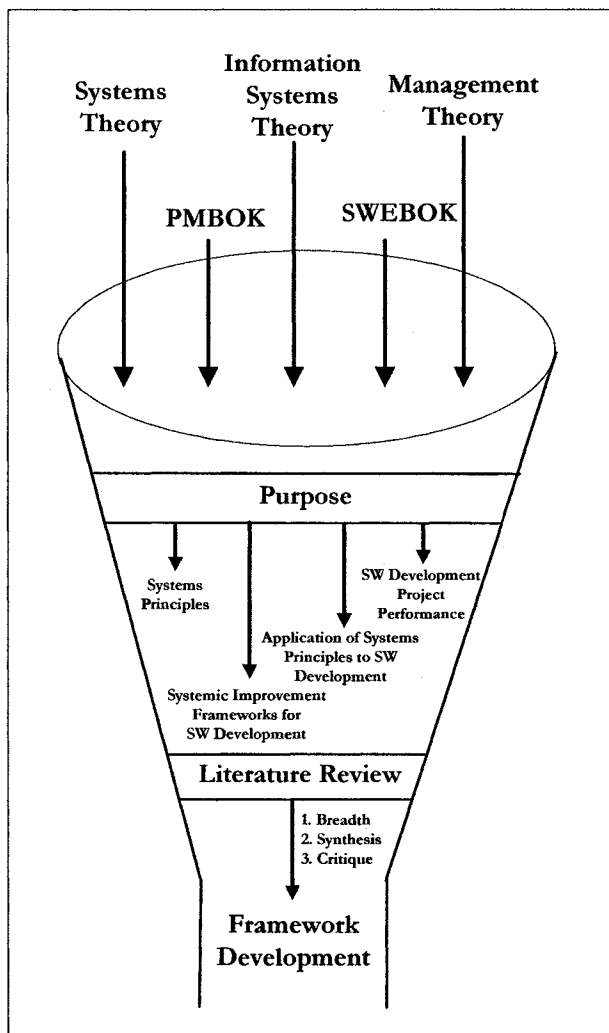 Systems
Theory
Information
Systems
Theory
Management
Theory
PMBOK
SWEBOK
Purpose
Systems
Principles
SW Development
Project
Performance
Application of Systems
Principles to SW
Development
Systemic Improvement
Frameworks for
SW Development
Literature Review
1. Breadth
2. Synthesis
3. Critique
Framework
Development